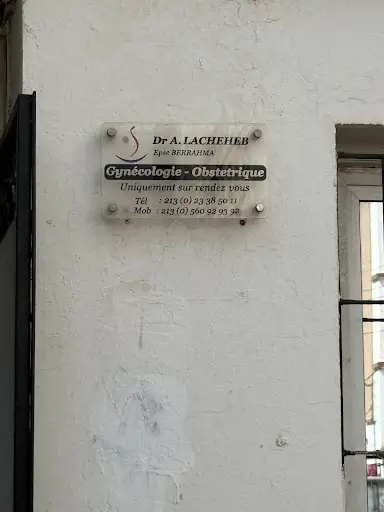 Dr A. LACHEHEB
Epse BERRAHMA
Gynécologie - Obstetrique
Uniquement sur rendez vous
Tél : 213 (0) 23 38 50 11
Mob : 213 (0) 560 92 93 92